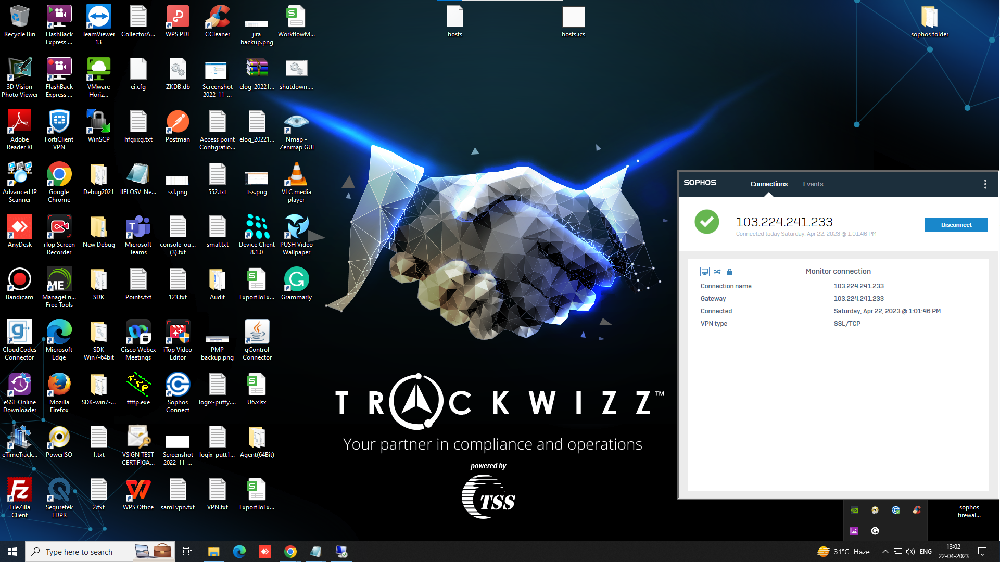 Recycle Bin
FlashBack
Express ...
TeamViewer
13
CollectorA...
WPS PDF
CCleaner
jira
backup.png
WorkflowM...
hosts
hosts.ics
sophos folder
3D Vision
Photo Viewer
FlashBack
Express ...
VMware
Horiz...
ei.cfg
ZKDB.db
Screenshot
2022-11-...
elog_20221...
shutdown....
Adobe
Reader XI
FortiClient
VPN
WinSCP
hfgxxg.txt
Postman
Access point
Configratio...
elog_20221...
Nmap -
Zenmap GUI
Advanced IP
Scanner
Google
Chrome
Debug2021
IIFLOSV_Ne...
ssl.png
552.txt
tss.png
VLC media
player
AnyDesk
iTop Screen
Recorder
New Debug
Microsoft
Teams
console-ou...
(3).txt
smal.txt
Device Client
8.1.0
PUSH Video
Wallpaper
Bandicam
ME
ManageEn...
Free Tools
SDK
Points.txt
123.txt
Audit
ExportToEx...
Grammarly
CloudCodes
Connector
Microsoft
Edge
SDK
Win7-64bit
Cisco Webex
Meetings
iTop Video
Editor
PMP
backup.png
gControl
Connector
eSSL Online
Downloader
Mozilla
Firefox
SDK-win7-...
TFTP
tfttp.exe
Sophos
Connect
logix-putty....
U6.xlsx
eTimeTrack...
PowerISO
1.txt
VSIGN TEST
CERTIFICA...
Screenshot
2022-11-...
logix-putt1...
Agent(64Bit)
FileZilla
Client
Sequretek
EDPR
2.txt
WPS Office
saml vpn.txt
VPN.txt
ExportToEx...
TRACKWIZZ™
Your partner in compliance and operations
powered by
TSS
SOPHOS
Connections
Events
103.224.241.233
Connected today Saturday, Apr 22, 2023 @ 1:01:46 PM
Disconnect
Monitor connection
Connection name 103.224.241.233
Gateway 103.224.241.233
Connected Saturday, Apr 22, 2023 @ 1:01:46 PM
VPN type SSL/TCP
sophos
firewal...
Type here to search
31°C Haze
ENG
13:02
22-04-2023